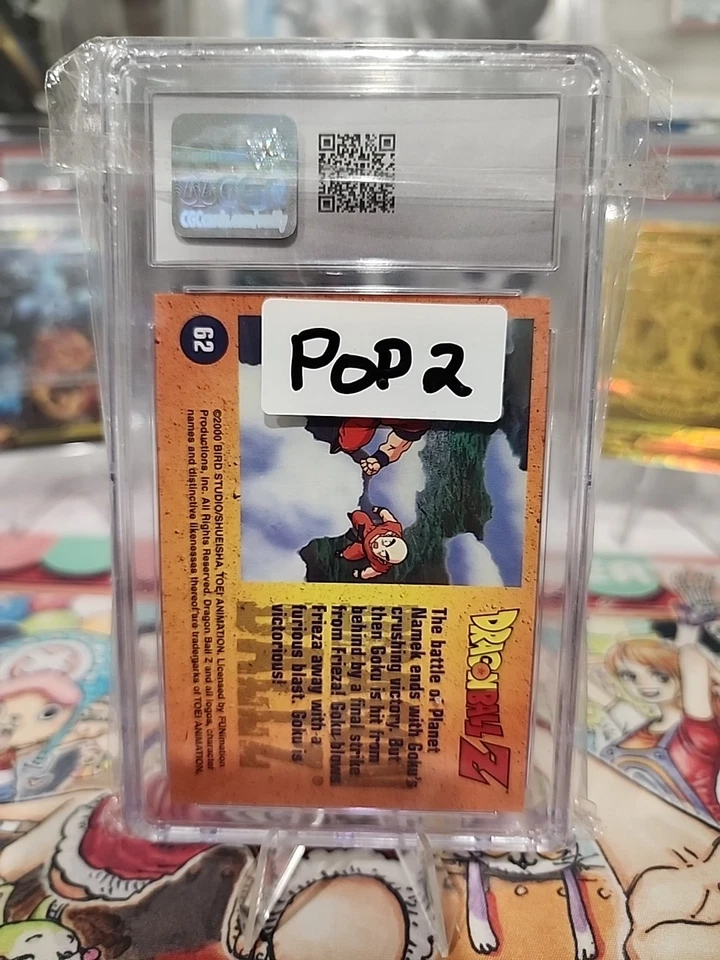 CGC
POP 2
62
DRAGON BALL Z
The battle of Planet
Namek ends with Goku's
crushing victory. But
then Goku is hit from
behind by a final strike
from Frieza! Goku blows
Frieza away with a
furious blast. Goku is
victorious!
©2000 BIRD STUDIO/SHUEISHA, TOEI ANIMATION. Licensed by FUNimation
Productions, Inc. All Rights Reserved. Dragon Ball Z and all logos, character
names and distinctive likenesses thereof are trademarks of TOEI ANIMATION.